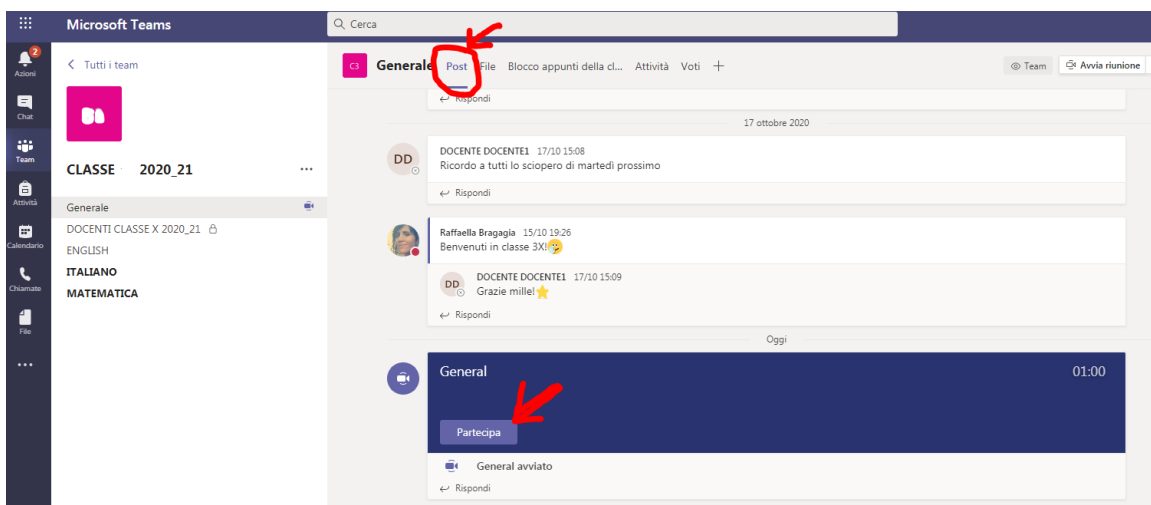 Microsoft Teams
Cerca
2
Azioni
Chat
Team
Attività
Calendario
Chiamate
File
Tutti i team
CLASSE 2020_21
Generale
DOCENTI CLASSE X 2020_21
ENGLISH
ITALIANO
MATEMATICA
C3 Generale Post File Blocco appunti della cl... Attività Voti
Team Avvia riunione
Rispondi
17 ottobre 2020
DD
DOCENTE DOCENTE1 17/10 15:08
Ricordo a tutti lo sciopero di martedì prossimo
Rispondi
Raffaella Bragagia 15/10 19:26
Benvenuti in classe 3X!
DD
DOCENTE DOCENTE1 17/10 15:09
Grazie mille!
Rispondi
Oggi
General 01:00
Partecipa
General avviato
Rispondi